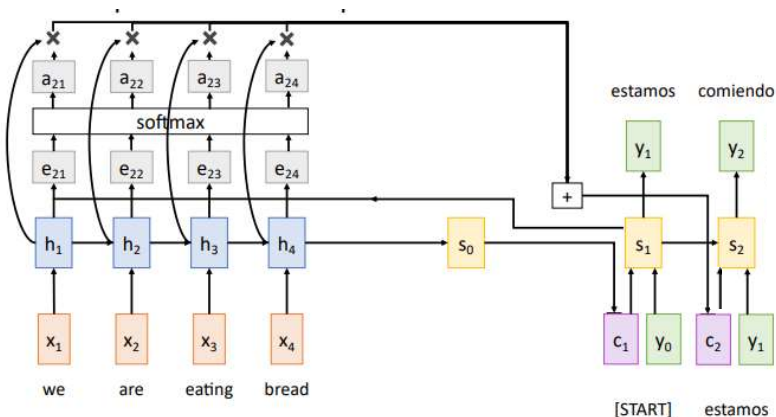 a21 a22 a23 a24
estamos comiendo
softmax
y1 y2
e21 e22 e23 e24
+
h1 h2 h3 h4 s0 s1 s2
x1 x2 x3 x4 c1 y0 c2 y1
we are eating bread
[START] estamos